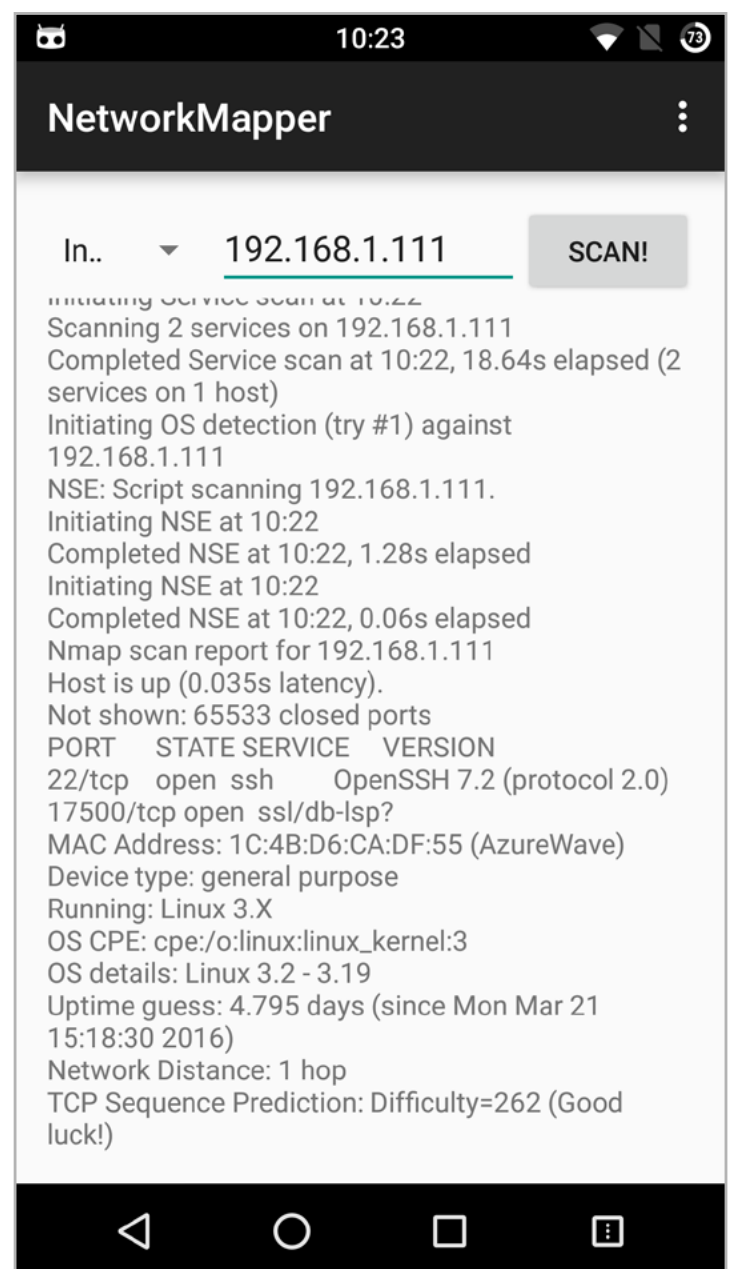 10:23
73
NetworkMapper
In.. 192.168.1.111 SCAN!
Initiating Service scan at 10:22
Scanning 2 services on 192.168.1.111
Completed Service scan at 10:22, 18.64s elapsed (2
services on 1 host)
Initiating OS detection (try #1) against
192.168.1.111
NSE: Script scanning 192.168.1.111.
Initiating NSE at 10:22
Completed NSE at 10:22, 1.28s elapsed
Initiating NSE at 10:22
Completed NSE at 10:22, 0.06s elapsed
Nmap scan report for 192.168.1.111
Host is up (0.035s latency).
Not shown: 65533 closed ports
PORT STATE SERVICE VERSION
22/tcp open ssh OpenSSH 7.2 (protocol 2.0)
17500/tcp open ssl/db-lsp?
MAC Address: 1C:4B:D6:CA:DF:55 (AzureWave)
Device type: general purpose
Running: Linux 3.X
OS CPE: cpe:/o:linux:linux_kernel:3
OS details: Linux 3.2 - 3.19
Uptime guess: 4.795 days (since Mon Mar 21
15:18:30 2016)
Network Distance: 1 hop
TCP Sequence Prediction: Difficulty=262 (Good
luck!)